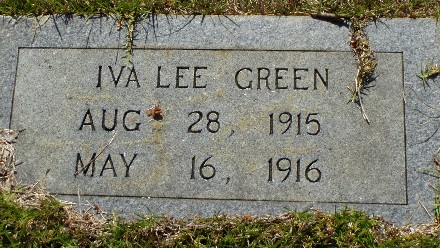 IVA LEE GREEN
AUG 28, 1915
MAY 16, 1916